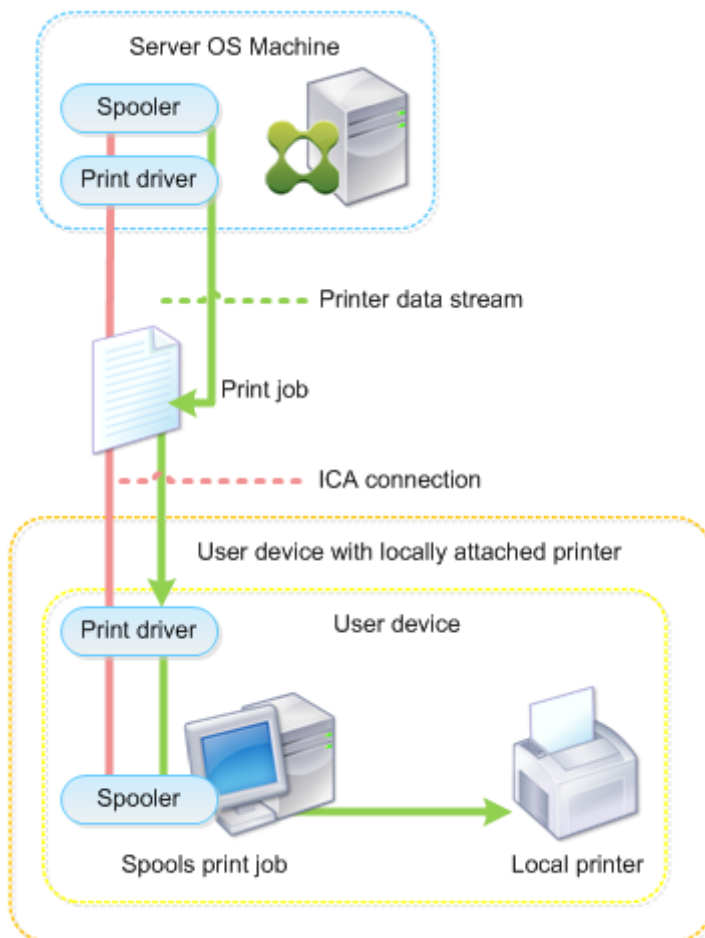 Server OS Machine
Spooler
Print driver
Printer data stream
Print job
ICA connection
User device with locally attached printer
Print driver
User device
Spooler
Spools print job
Local printer